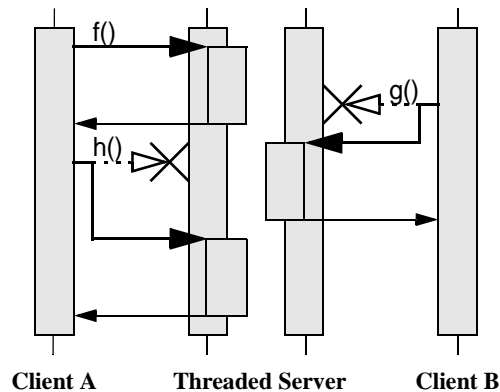 f()
g()
h()
Client A Threaded Server Client B